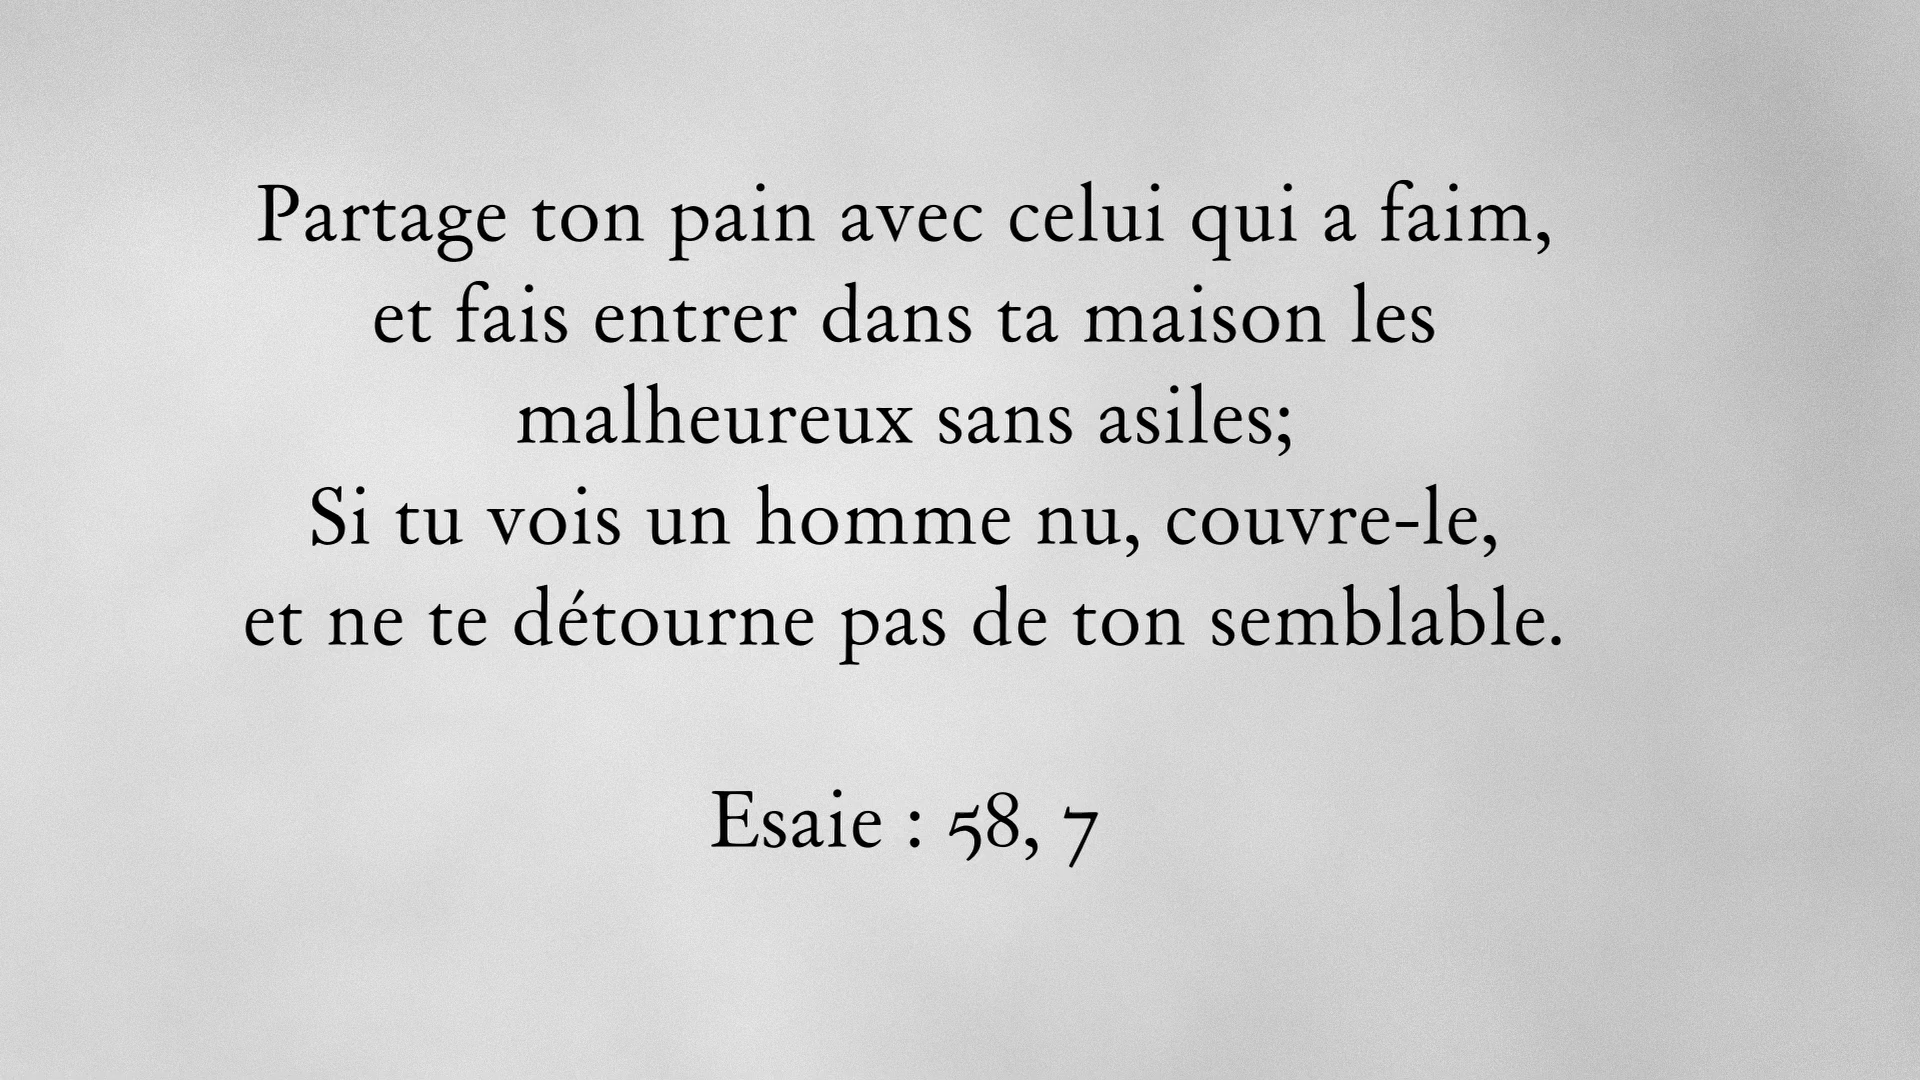 Partage ton pain avec celui qui a faim,
et fais entrer dans ta maison les
malheureux sans asiles;
Si tu vois un homme nu, couvre-le,
et ne te détourne pas de ton semblable.
Esaie : 58, 7